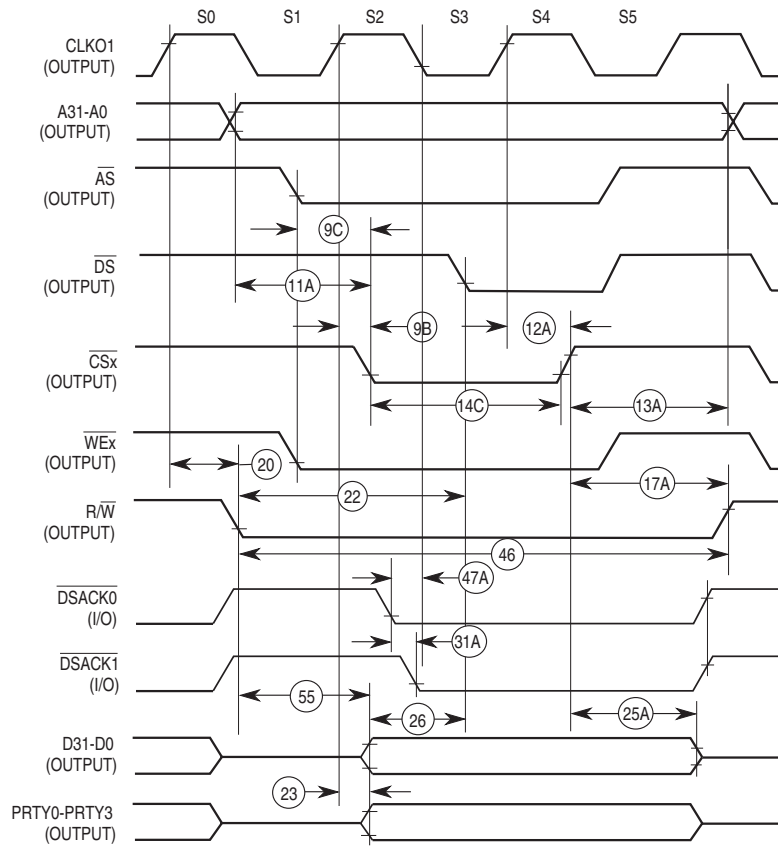 S0 S1 S2 S3 S4 S5
CLKO1
(OUTPUT)
A31-A0
(OUTPUT)
AS
(OUTPUT)
9C
DS
(OUTPUT)
11A
9B 12A
CSx
(OUTPUT)
14C 13A
WEx
(OUTPUT)
20 17A
22
R/W
(OUTPUT)
46
47A
DSACK0
(I/O)
31A
DSACK1
(I/O)
55 26 25A
D31-D0
(OUTPUT)
23
PRTY0-PRTY3
(OUTPUT)